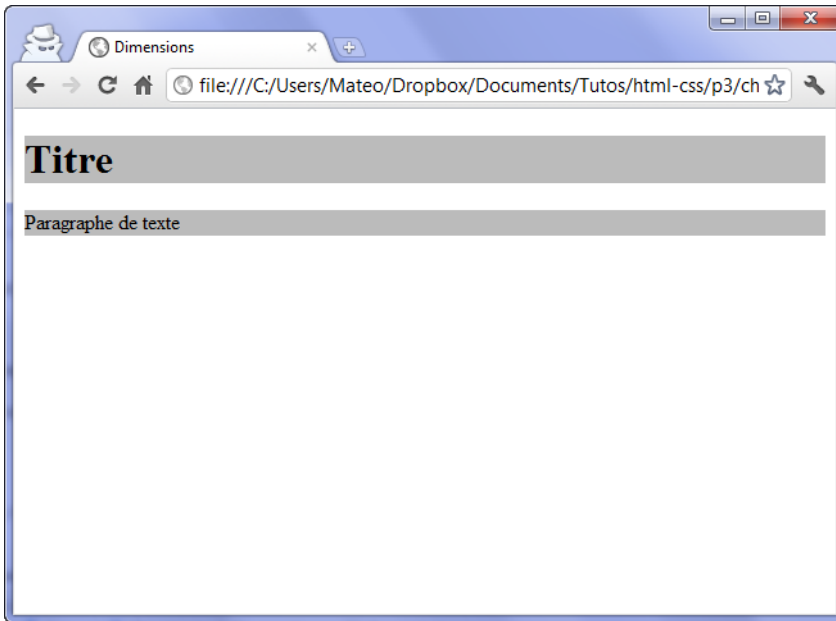 Dimensions
file:///C:/Users/Mateo/Dropbox/Documents/Tutos/html-css/p3/ch
Titre
Paragraphe de texte